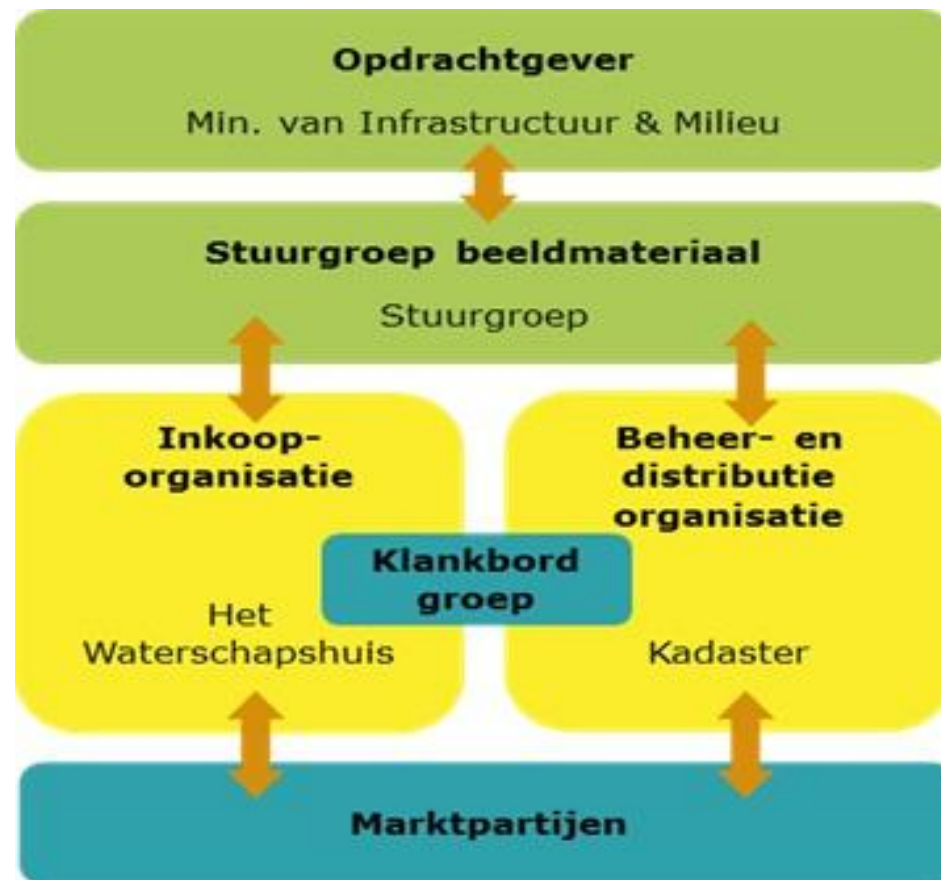 Opdrachtgever
Min. van Infrastructuur & Milieu
Stuurgroep beeldmateriaal
Stuurgroep
Inkoop-
organisatie
Het
Waterschapshuis
Beheer- en
distributie
organisatie
Kadaster
Klankbord
groep
Marktpartijen